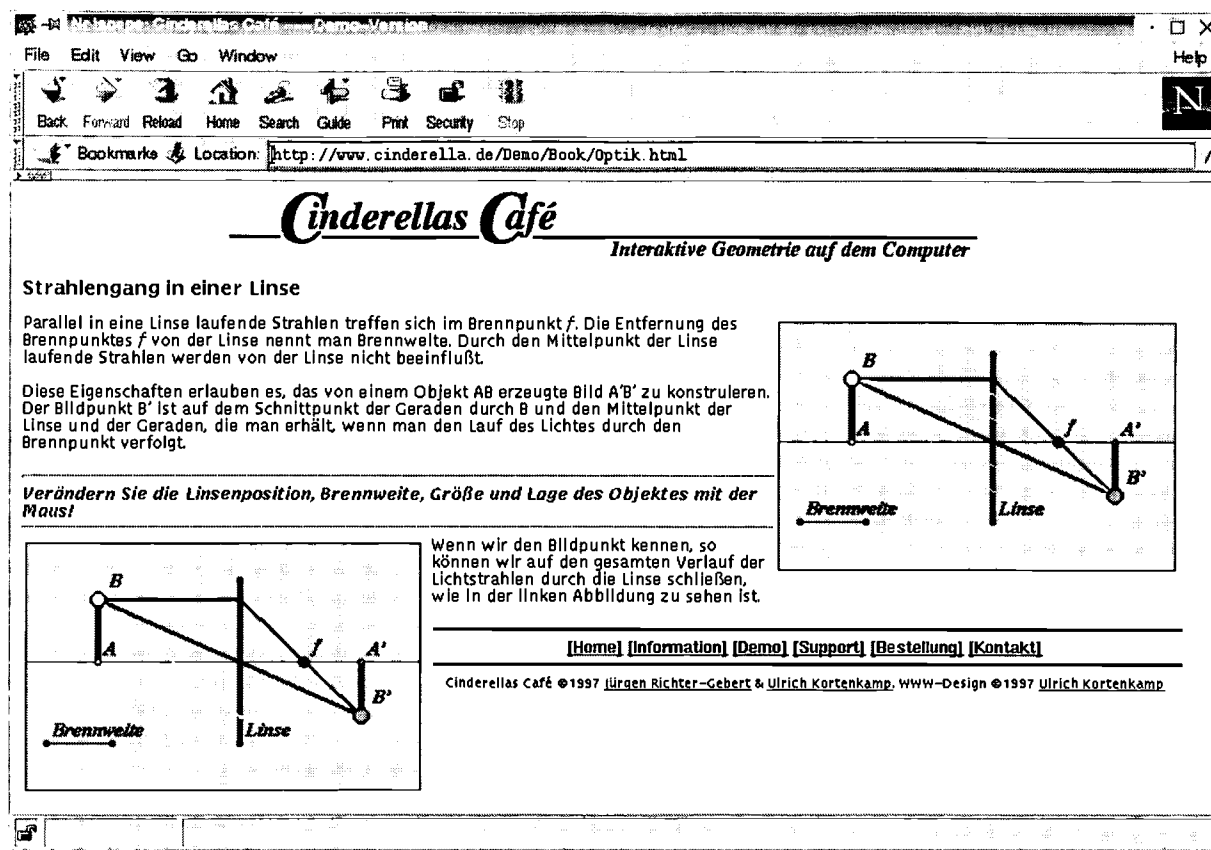 Netscape: Cinderellas Café Demo-Version
File Edit View Go Window Help
Back Forward Reload Home Search Guide Print Security Stop
N
Bookmarks Location: http://www.cinderella.de/Demo/Book/Optik.html
Cinderellas Café
Interaktive Geometrie auf dem Computer
Strahlengang in einer Linse
Parallel in eine Linse laufende Strahlen treffen sich im Brennpunkt f. Die Entfernung des
Brennpunktes f von der Linse nennt man Brennweite. Durch den Mittelpunkt der Linse
laufende Strahlen werden von der Linse nicht beeinflußt.
Diese Eigenschaften erlauben es, das von einem Objekt AB erzeugte Bild A'B' zu konstruieren.
Der Bildpunkt B' ist auf dem Schnittpunkt der Geraden durch B und den Mittelpunkt der
Linse und der Geraden, die man erhält, wenn man den Lauf des Lichtes durch den
Brennpunkt verfolgt.
Verändern Sie die Linsenposition, Brennweite, Größe und Lage des Objektes mit der
Maus!
B
A
f
A'
B'
Brennweite
Linse
B
A
f
A'
B'
Brennweite
Linse
Wenn wir den Bildpunkt kennen, so
können wir auf den gesamten Verlauf der
Lichtstrahlen durch die Linse schließen,
wie in der linken Abbildung zu sehen ist.
[Home] [Information] [Demo] [Support] [Bestellung] [Kontakt]
Cinderellas Café ©1997 Jürgen Richter-Gebert & Ulrich Kortenkamp, WWW-Design ©1997 Ulrich Kortenkamp